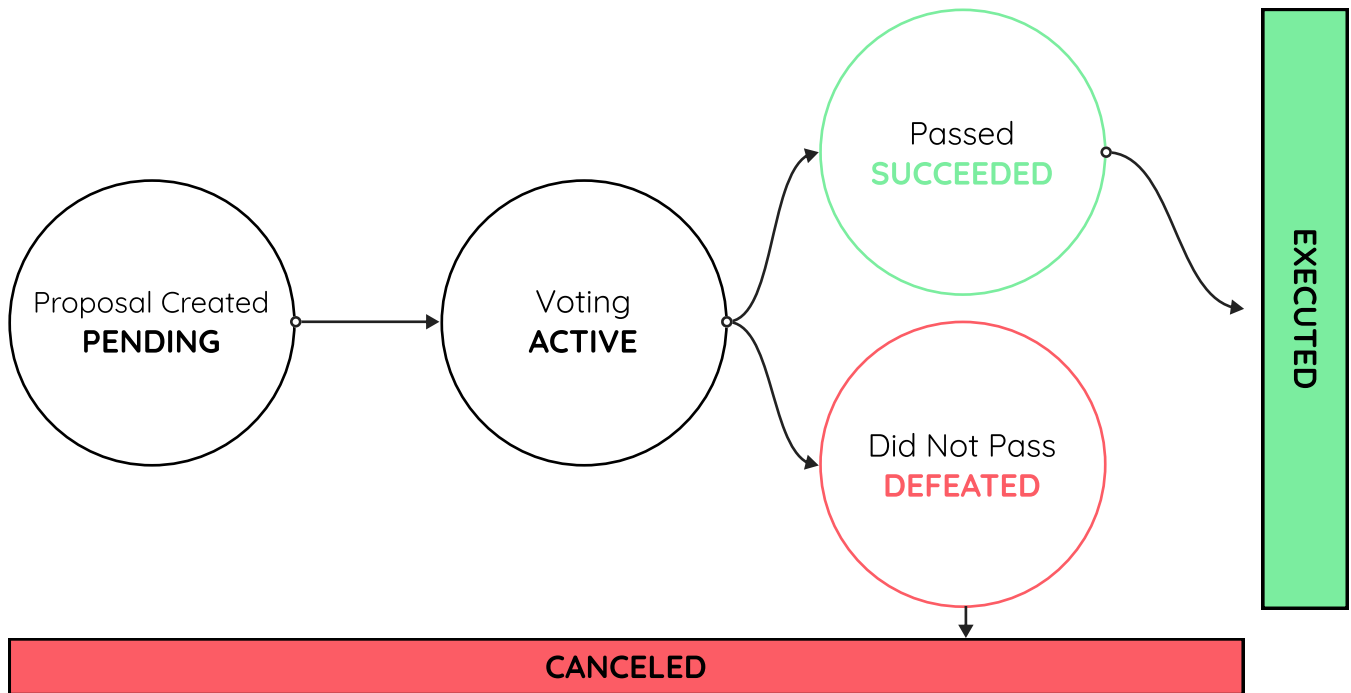 Proposal Created
PENDING
Voting
ACTIVE
Passed
SUCCEEDED
Did Not Pass
DEFEATED
EXECUTED
CANCELED